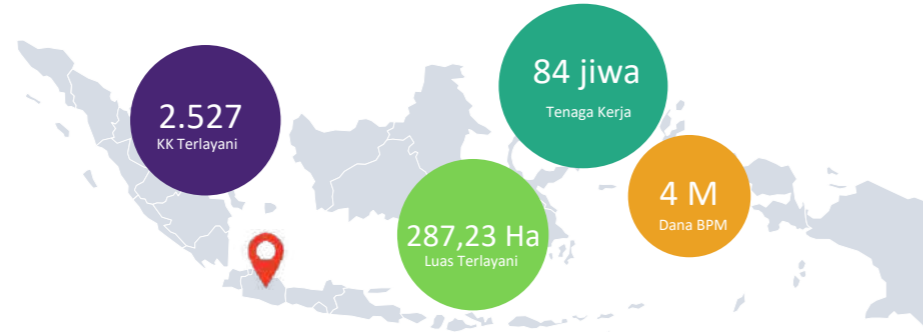 2.527
KK Terlayani
84 jiwa
Tenaga Kerja
287,23 Ha
Luas Terlayani
4 M
Dana BPM